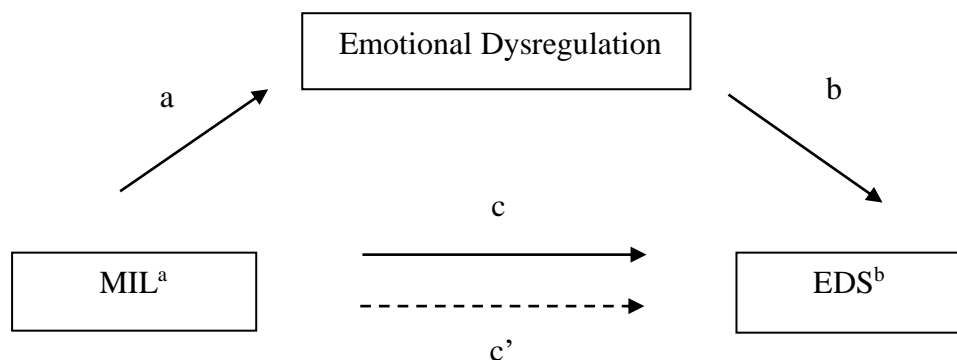 Emotional Dysregulation
a
b
c
MILᵃ
EDSᵇ
c’